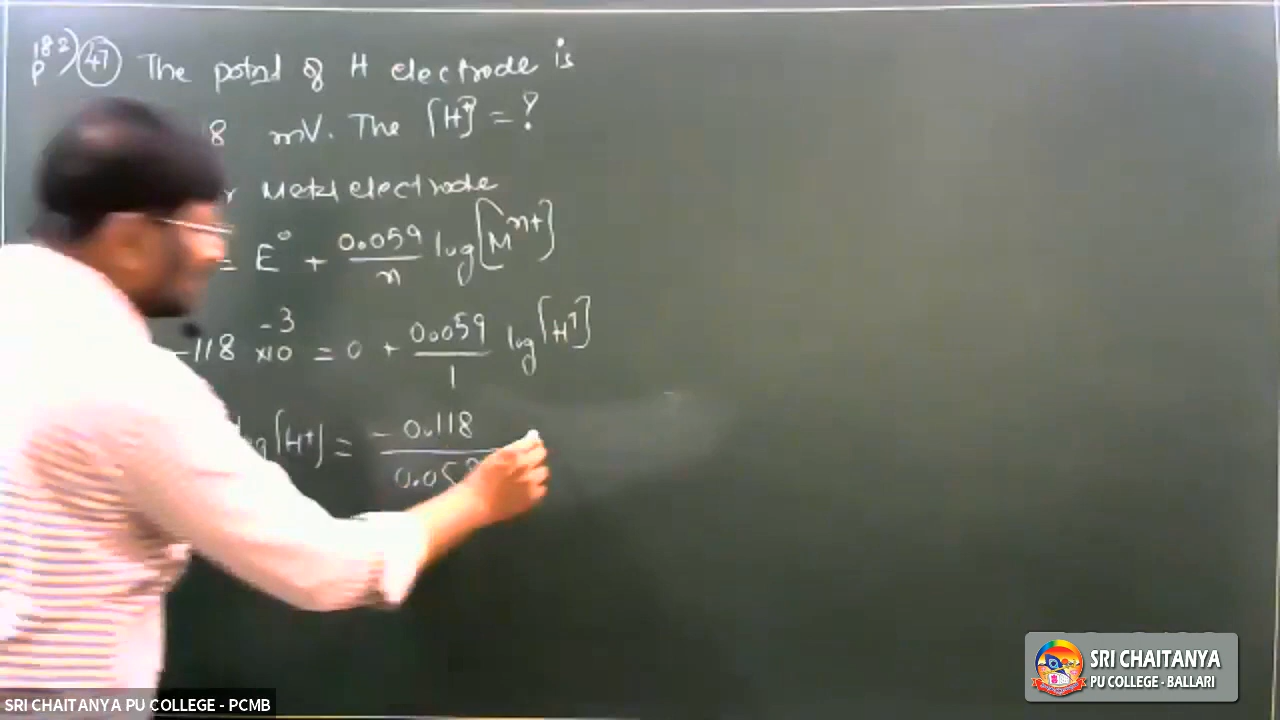 182)
P (47) The potnl of H electrode is
8 mV. The [H+] = ?
Metal electrode
= E° + 0.059/n log[M^n+]
-118 ×10^-3 = 0 + 0.059/1 log[H+]
log[H+] = -0.118/0.059
SRI CHAITANYA
PU COLLEGE - BALLARI
SRI CHAITANYA PU COLLEGE - PCMB